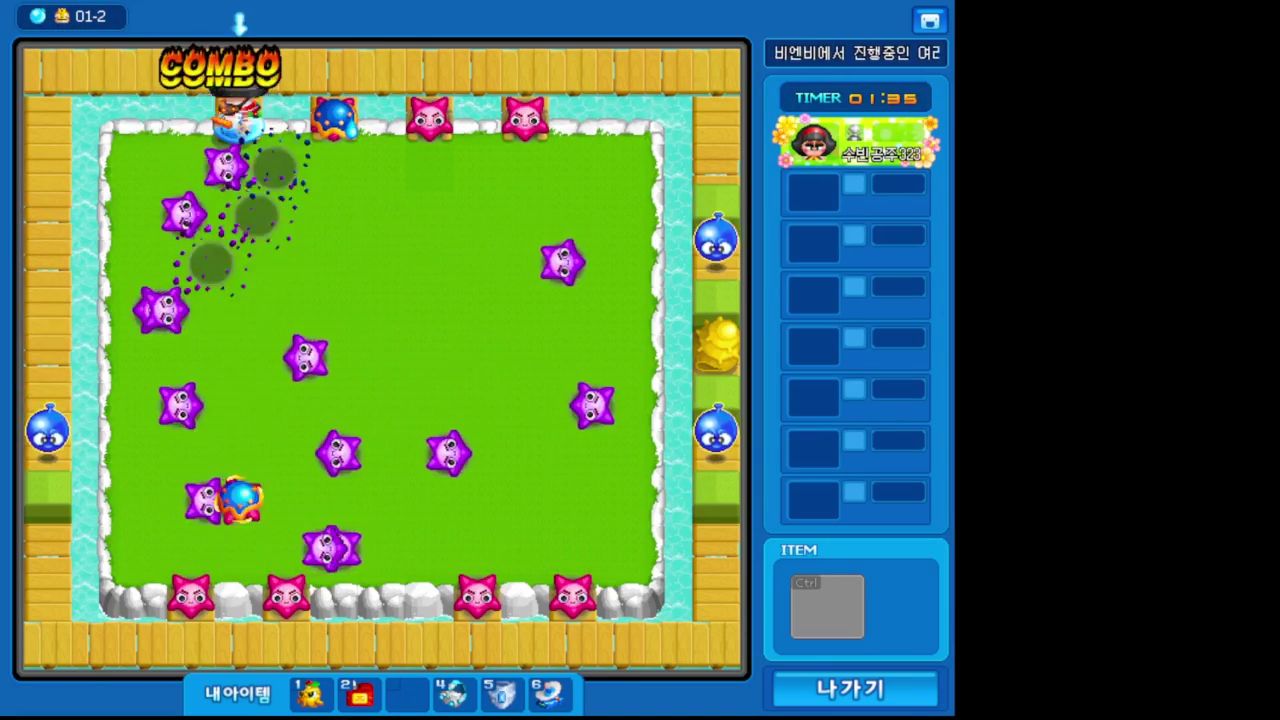 01-2
COMBO
비엔비에서 진행중인 여러
TIMER 01:35
수빈공주323
ITEM
Ctrl
내아이템
1
2
4
5
6
나가기